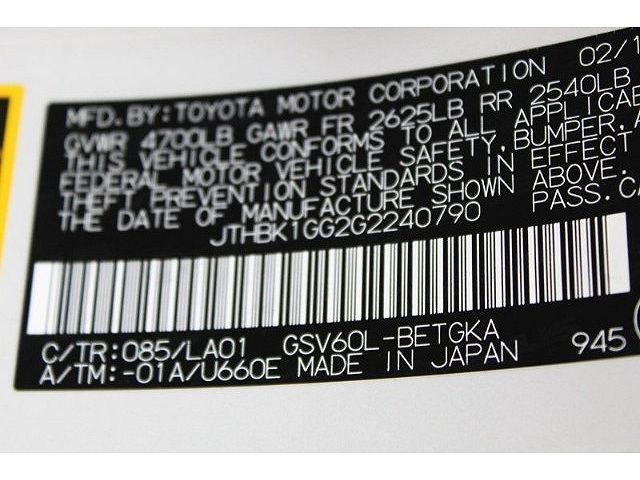 MFD.BY:TOYOTA MOTOR CORPORATION 02/1
GVWR 4700LB GAWR FR 2625LB RR 2540LB
THIS VEHICLE CONFORMS TO ALL APPLICAB
FEDERAL MOTOR VEHICLE SAFETY,BUMPER,A
THEFT PREVENTION STANDARDS IN EFFECT
THE DATE OF MANUFACTURE SHOWN ABOVE.
JTHBK1GG2G2240790 PASS.C
C/TR:085/LA01 GSV60L-BETGKA
A/TM:-01A/U660E MADE IN JAPAN 945